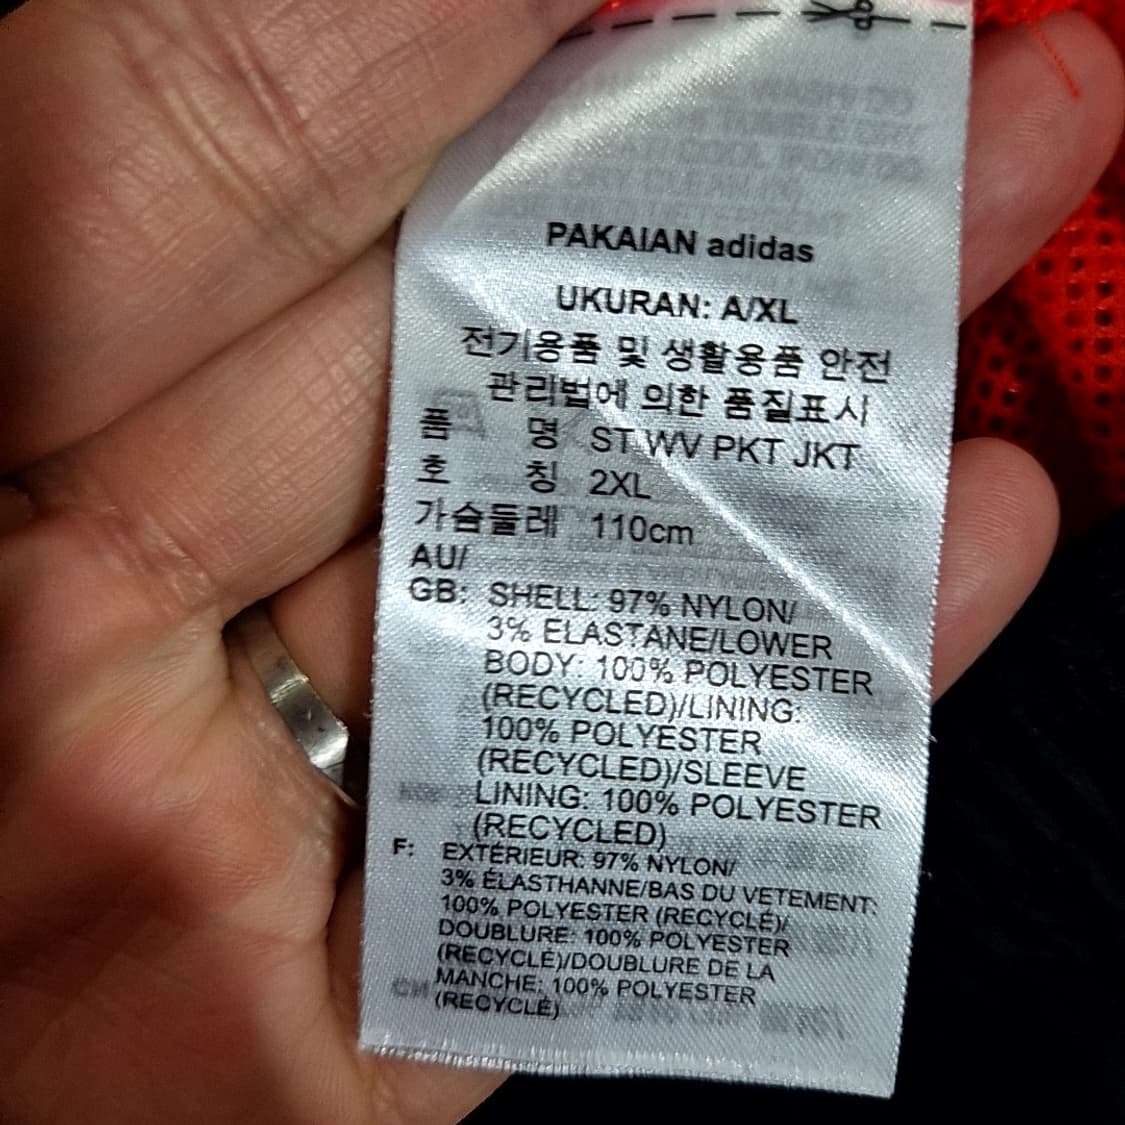 PAKAIAN adidas
UKURAN: A/XL
전기용품 및 생활용품 안전
관리법에 의한 품질표시
품 명 ST WV PKT JKT
호 칭 2XL
가슴둘레 110cm
AU/
GB: SHELL: 97% NYLON/
3% ELASTANE/LOWER
BODY: 100% POLYESTER
(RECYCLED)/LINING:
100% POLYESTER
(RECYCLED)/SLEEVE
LINING: 100% POLYESTER
(RECYCLED)
F: EXTÉRIEUR: 97% NYLON/
3% ÉLASTHANNE/BAS DU VETEMENT:
100% POLYESTER (RECYCLÉ)/
DOUBLURE: 100% POLYESTER
(RECYCLÉ)/DOUBLURE DE LA
MANCHE: 100% POLYESTER
(RECYCLÉ)